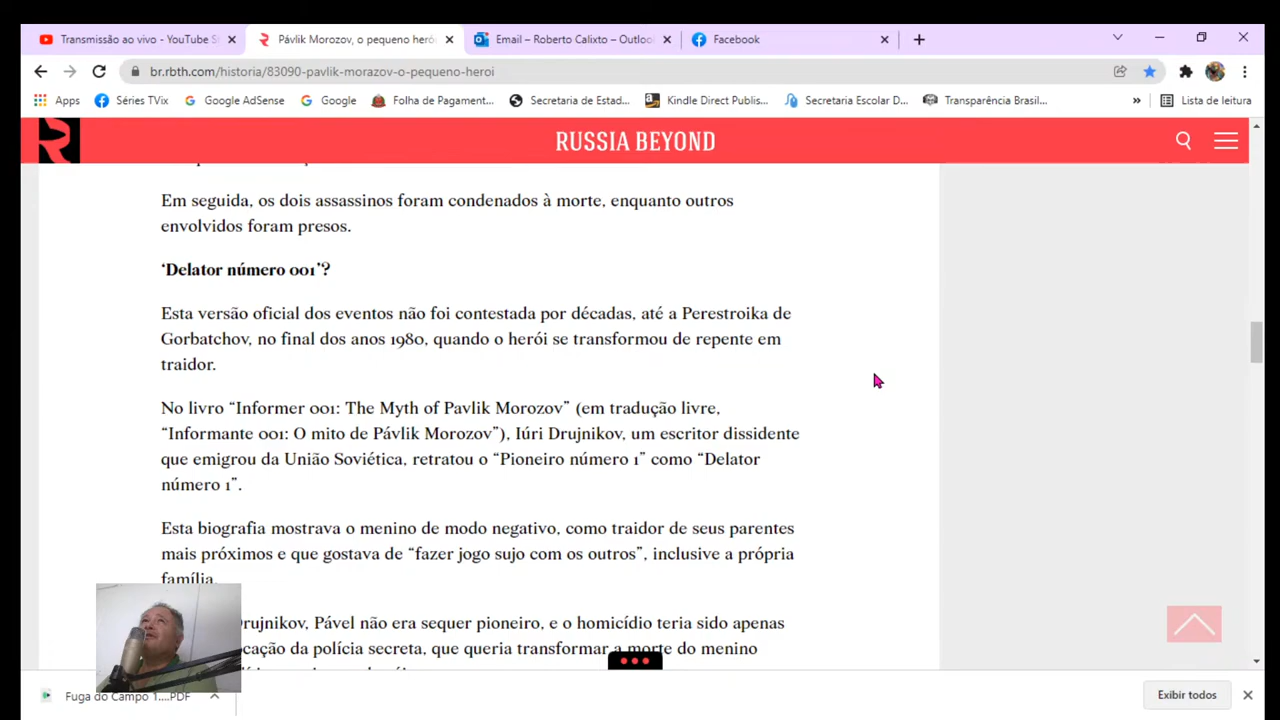 Transmissão ao vivo - YouTube S
Pávlik Morozov, o pequeno heró
Email – Roberto Calixto – Outloo
Facebook
br.rbth.com/historia/83090-pavlik-morazov-o-pequeno-heroi
Apps
Séries TVix
Google AdSense
Google
Folha de Pagament...
Secretaria de Estad...
Kindle Direct Publis...
Secretaria Escolar D...
Transparência Brasil...
»
Lista de leitura
RUSSIA BEYOND
Em seguida, os dois assassinos foram condenados à morte, enquanto outros
envolvidos foram presos.
‘Delator número 001’?
Esta versão oficial dos eventos não foi contestada por décadas, até a Perestroika de
Gorbatchov, no final dos anos 1980, quando o herói se transformou de repente em
traidor.
No livro “Informer 001: The Myth of Pavlik Morozov” (em tradução livre,
“Informante 001: O mito de Pávlik Morozov”), Iúri Drujnikov, um escritor dissidente
que emigrou da União Soviética, retratou o “Pioneiro número 1” como “Delator
número 1”.
Esta biografia mostrava o menino de modo negativo, como traidor de seus parentes
mais próximos e que gostava de “fazer jogo sujo com os outros”, inclusive a própria
família.
Drujnikov, Pável não era sequer pioneiro, e o homicídio teria sido apenas
da polícia secreta, que queria transformar a morte do menino
Fuga do Campo 1....PDF
Exibir todos